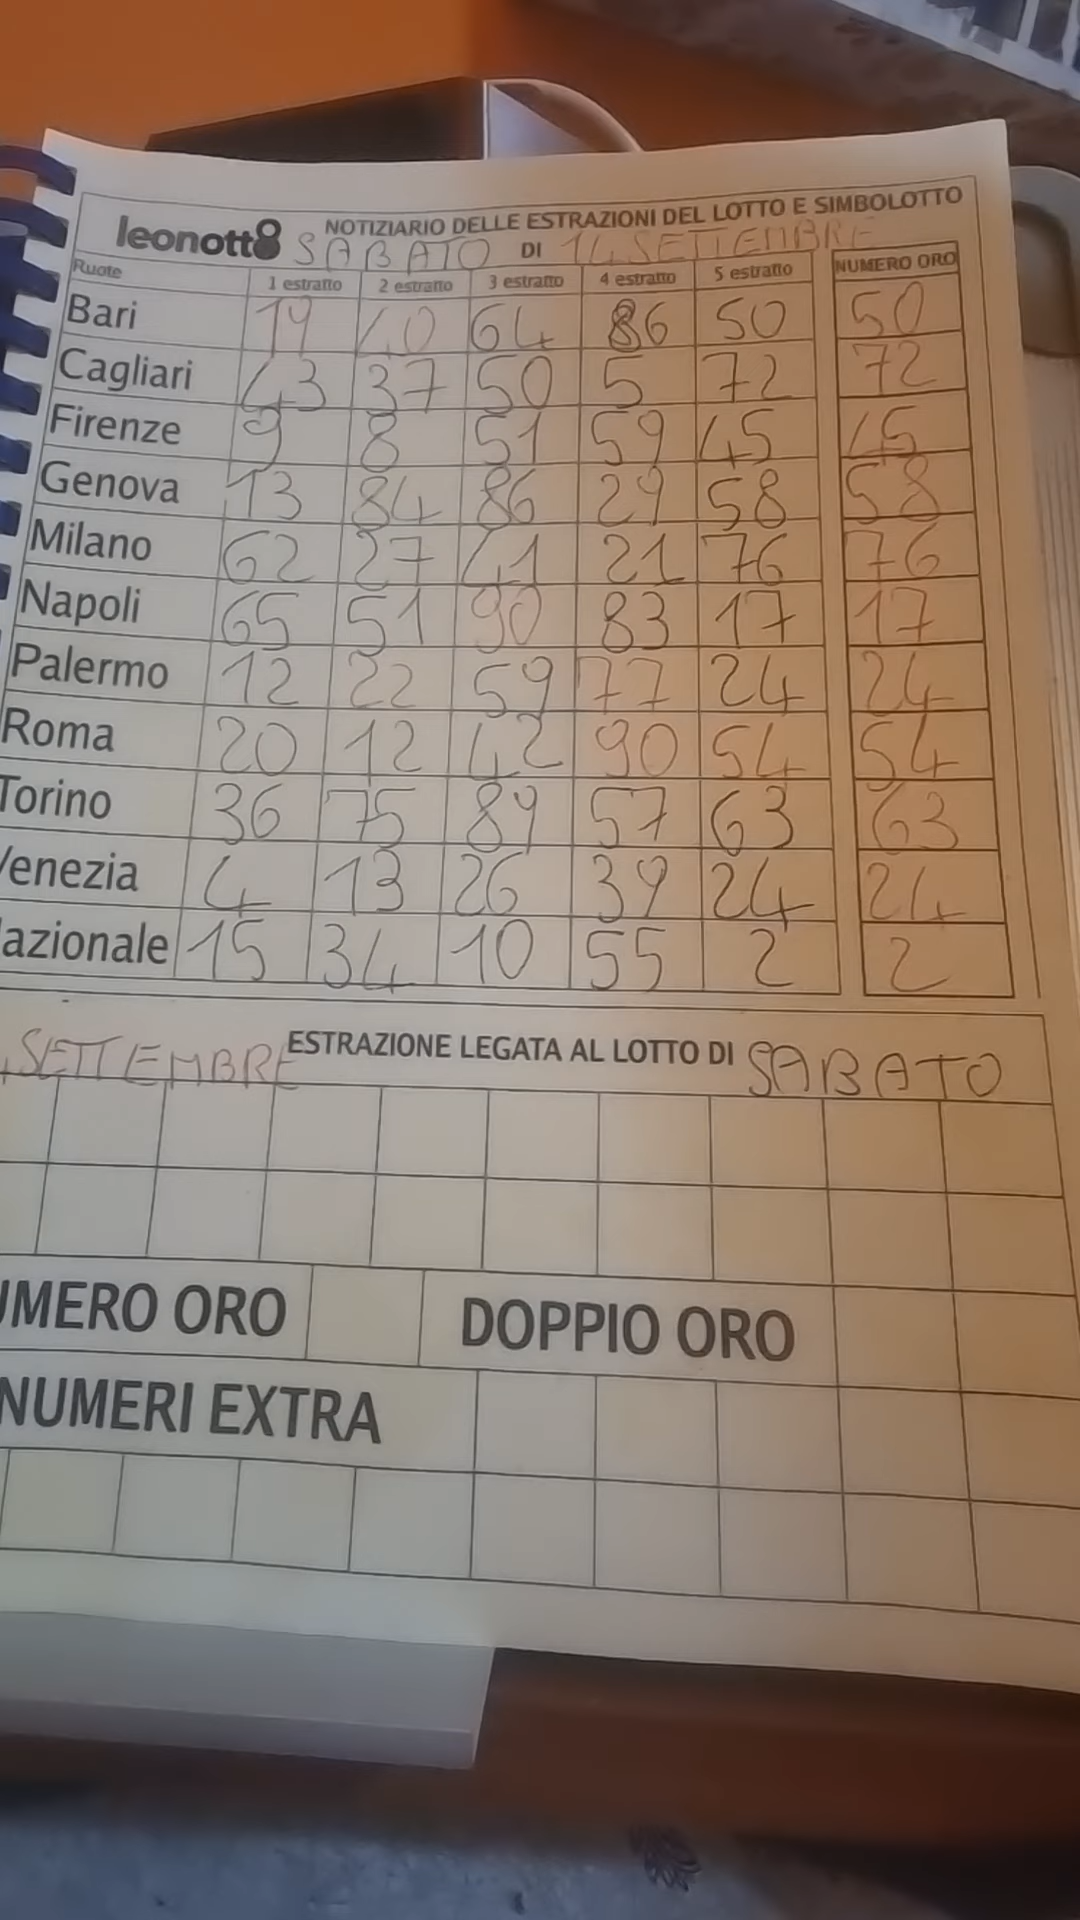 leonotto NOTIZIARIO DELLE ESTRAZIONI DEL LOTTO E SIMBOLOTTO
SABATO DI 14 SETTEMBRE
Ruote 1 estratto 2 estratto 3 estratto 4 estratto 5 estratto NUMERO ORO
Bari 19 40 64 86 50 50
Cagliari 43 37 50 5 72 72
Firenze 9 8 51 59 45 45
Genova 13 84 86 29 58 58
Milano 62 27 41 21 76 76
Napoli 65 51 90 83 17 17
Palermo 12 22 59 77 24 24
Roma 20 12 42 90 54 54
Torino 36 75 89 57 63 63
Venezia 4 13 26 39 24 24
azionale 15 34 10 55 2 2
SETTEMBRE ESTRAZIONE LEGATA AL LOTTO DI SABATO
UMERO ORO DOPPIO ORO
NUMERI EXTRA